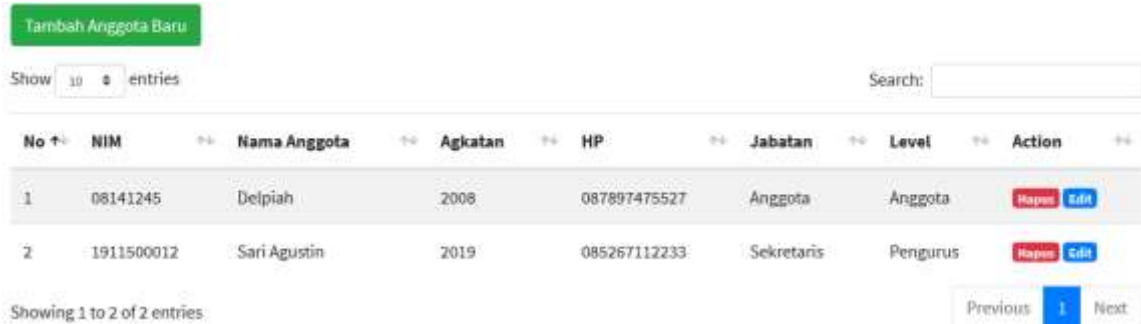 Tambah Anggota Baru
Show 10 entries Search:
No NIM Nama Anggota Agkatan HP Jabatan Level Action
1 08141245 Delpiah 2008 087897475527 Anggota Anggota Hapus Edit
2 1911500012 Sari Agustin 2019 085267112233 Sekretaris Pengurus Hapus Edit
Showing 1 to 2 of 2 entries Previous 1 Next